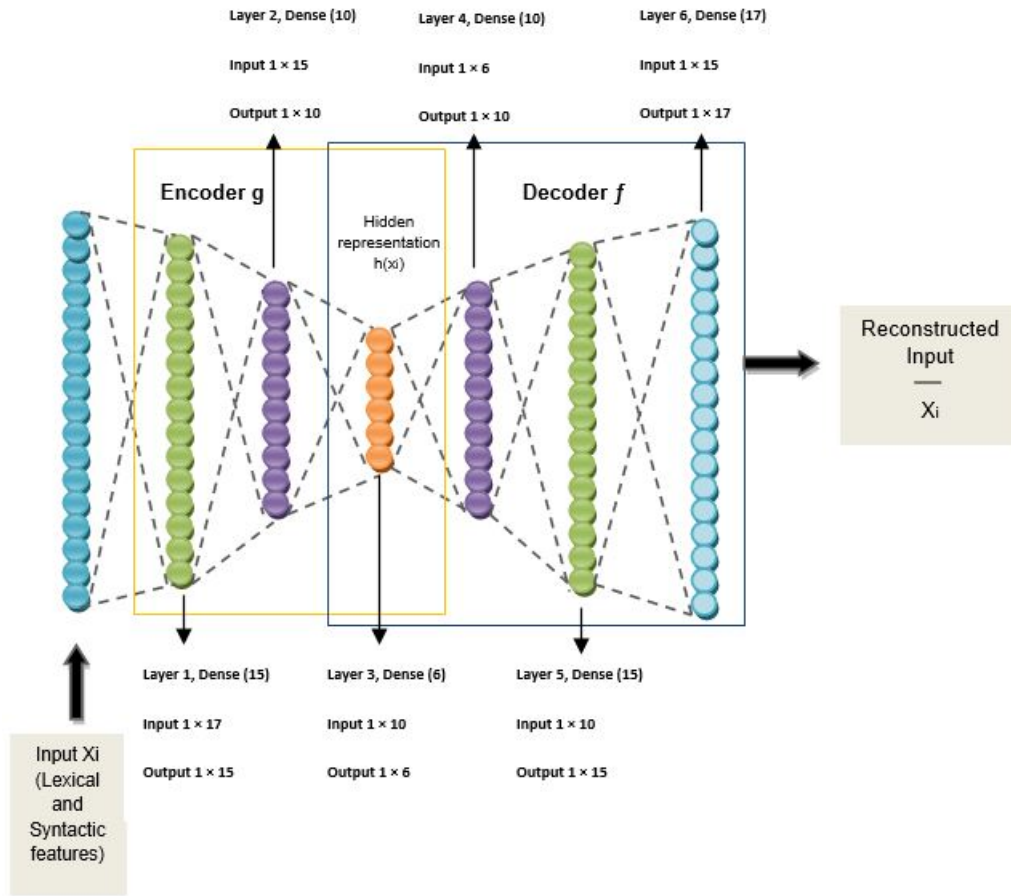 Layer 2, Dense (10)
Input 1 × 15
Output 1 × 10
Layer 4, Dense (10)
Input 1 × 6
Output 1 × 10
Layer 6, Dense (17)
Input 1 × 15
Output 1 × 17
Encoder g
Decoder ƒ
Hidden
representation
h(xi)
Reconstructed
Input
—
Xi
Layer 1, Dense (15)
Input 1 × 17
Output 1 × 15
Layer 3, Dense (6)
Input 1 × 10
Output 1 × 6
Layer 5, Dense (15)
Input 1 × 10
Output 1 × 15
Input Xi
(Lexical
and
Syntactic
features)